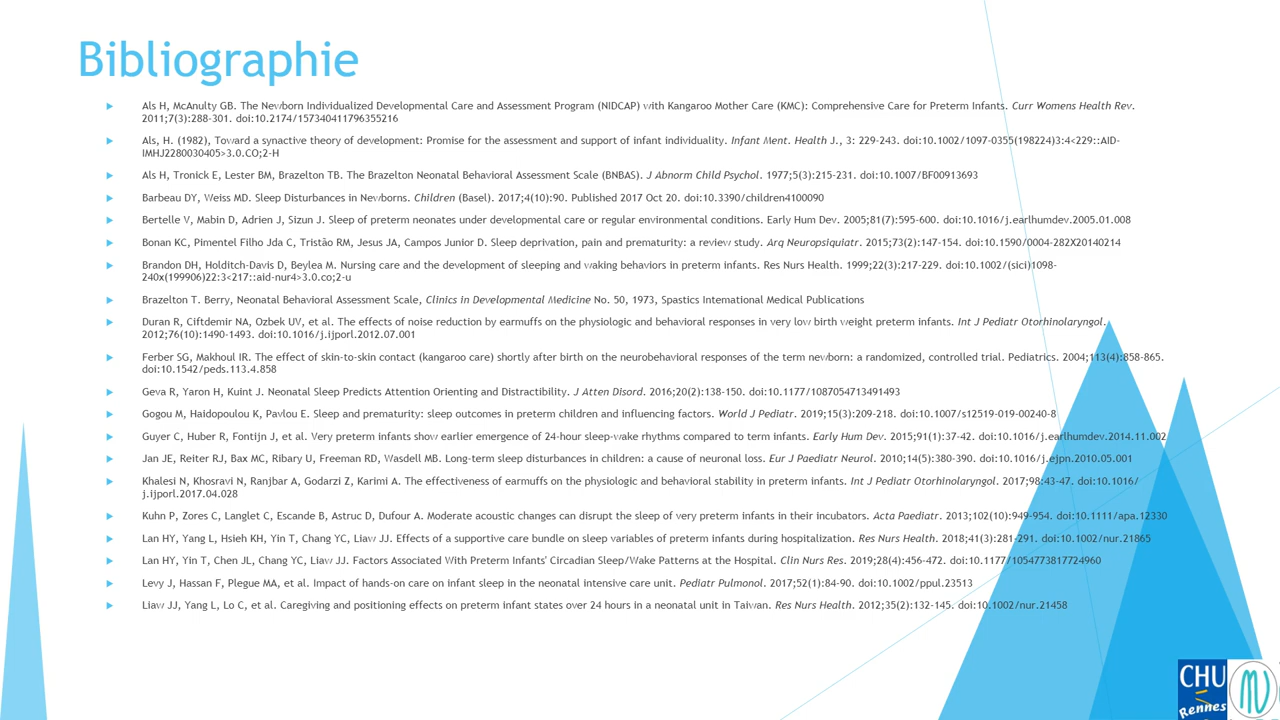 Bibliographie
Als H, McAnulty GB. The Newborn Individualized Developmental Care and Assessment Program (NIDCAP) with Kangaroo Mother Care (KMC): Comprehensive Care for Preterm Infants. Curr Womens Health Rev.
2011;7(3):288-301. doi:10.2174/157340411796355216
Als, H. (1982), Toward a synactive theory of development: Promise for the assessment and support of infant individuality. Infant Ment. Health J., 3: 229-243. doi:10.1002/1097-0355(198224)3:4<229::AID-
IMHJ2280030405>3.0.CO;2-H
Als H, Tronick E, Lester BM, Brazelton TB. The Brazelton Neonatal Behavioral Assessment Scale (BNBAS). J Abnorm Child Psychol. 1977;5(3):215-231. doi:10.1007/BF00913693
Barbeau DY, Weiss MD. Sleep Disturbances in Newborns. Children (Basel). 2017;4(10):90. Published 2017 Oct 20. doi:10.3390/children4100090
Bertelle V, Mabin D, Adrien J, Sizun J. Sleep of preterm neonates under developmental care or regular environmental conditions. Early Hum Dev. 2005;81(7):595-600. doi:10.1016/j.earlhumdev.2005.01.008
Bonan KC, Pimentel Filho Jda C, Tristão RM, Jesus JA, Campos Junior D. Sleep deprivation, pain and prematurity: a review study. Arq Neuropsiquiatr. 2015;73(2):147-154. doi:10.1590/0004-282X20140214
Brandon DH, Holditch-Davis D, Beylea M. Nursing care and the development of sleeping and waking behaviors in preterm infants. Res Nurs Health. 1999;22(3):217-229. doi:10.1002/(sici)1098-
240x(199906)22:3<217::aid-nur4>3.0.co;2-u
Brazelton T. Berry, Neonatal Behavioral Assessment Scale, Clinics in Developmental Medicine No. 50, 1973, Spastics International Medical Publications
Duran R, Ciftdemir NA, Ozbek UV, et al. The effects of noise reduction by earmuffs on the physiologic and behavioral responses in very low birth weight preterm infants. Int J Pediatr Otorhinolaryngol.
2012;76(10):1490-1493. doi:10.1016/j.ijporl.2012.07.001
Ferber SG, Makhoul IR. The effect of skin-to-skin contact (kangaroo care) shortly after birth on the neurobehavioral responses of the term newborn: a randomized, controlled trial. Pediatrics. 2004;113(4):858-865.
doi:10.1542/peds.113.4.858
Geva R, Yaron H, Kuint J. Neonatal Sleep Predicts Attention Orienting and Distractibility. J Atten Disord. 2016;20(2):138-150. doi:10.1177/1087054713491493
Gogou M, Haidopoulou K, Pavlou E. Sleep and prematurity: sleep outcomes in preterm children and influencing factors. World J Pediatr. 2019;15(3):209-218. doi:10.1007/s12519-019-00240-8
Guyer C, Huber R, Fontijn J, et al. Very preterm infants show earlier emergence of 24-hour sleep-wake rhythms compared to term infants. Early Hum Dev. 2015;91(1):37-42. doi:10.1016/j.earlhumdev.2014.11.002
Jan JE, Reiter RJ, Bax MC, Ribary U, Freeman RD, Wasdell MB. Long-term sleep disturbances in children: a cause of neuronal loss. Eur J Paediatr Neurol. 2010;14(5):380-390. doi:10.1016/j.ejpn.2010.05.001
Khalesi N, Khosravi N, Ranjbar A, Godarzi Z, Karimi A. The effectiveness of earmuffs on the physiologic and behavioral stability in preterm infants. Int J Pediatr Otorhinolaryngol. 2017;98:43-47. doi:10.1016/
j.ijporl.2017.04.028
Kuhn P, Zores C, Langlet C, Escande B, Astruc D, Dufour A. Moderate acoustic changes can disrupt the sleep of very preterm infants in their incubators. Acta Paediatr. 2013;102(10):949-954. doi:10.1111/apa.12330
Lan HY, Yang L, Hsieh KH, Yin T, Chang YC, Liaw JJ. Effects of a supportive care bundle on sleep variables of preterm infants during hospitalization. Res Nurs Health. 2018;41(3):281-291. doi:10.1002/nur.21865
Lan HY, Yin T, Chen JL, Chang YC, Liaw JJ. Factors Associated With Preterm Infants' Circadian Sleep/Wake Patterns at the Hospital. Clin Nurs Res. 2019;28(4):456-472. doi:10.1177/1054773817724960
Levy J, Hassan F, Plegue MA, et al. Impact of hands-on care on infant sleep in the neonatal intensive care unit. Pediatr Pulmonol. 2017;52(1):84-90. doi:10.1002/ppul.23513
Liaw JJ, Yang L, Lo C, et al. Caregiving and positioning effects on preterm infant states over 24 hours in a neonatal unit in Taiwan. Res Nurs Health. 2012;35(2):132-145. doi:10.1002/nur.21458
CHU
Rennes